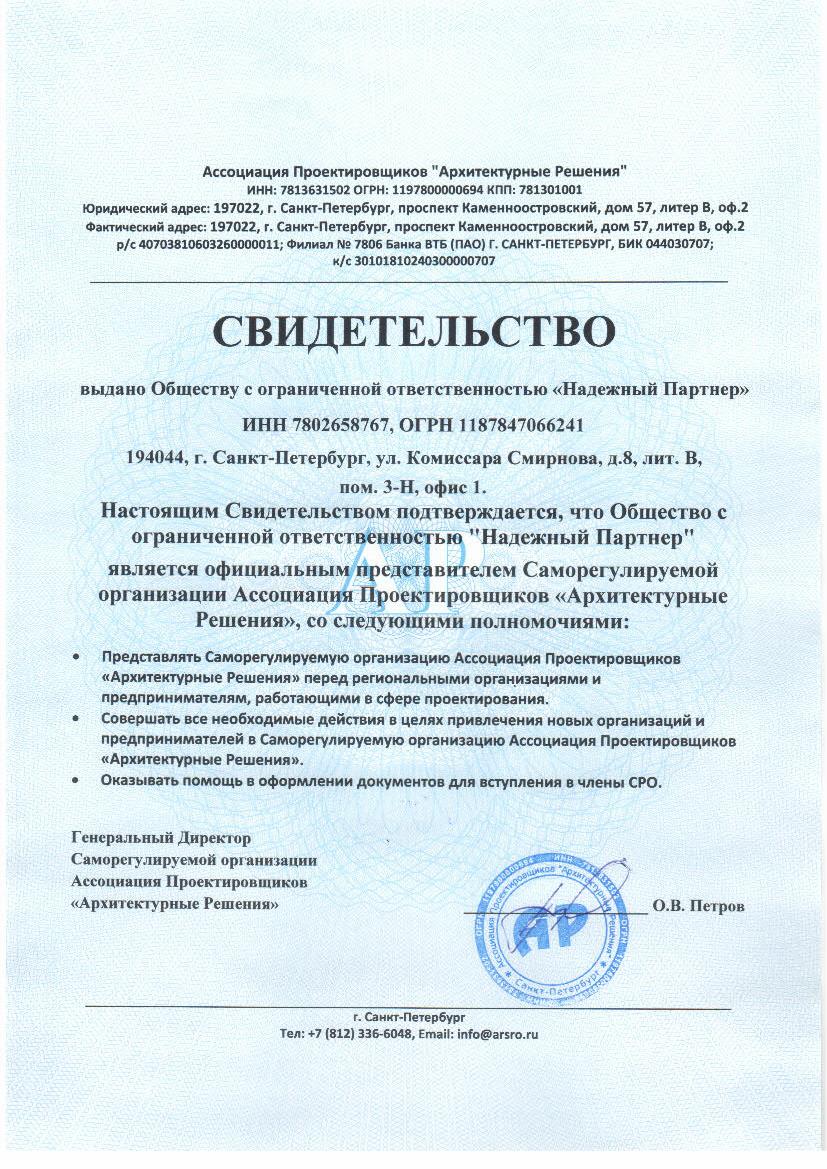 Ассоциация Проектировщиков "Архитектурные Решения"
ИНН: 7813631502 ОГРН: 1197800000694 КПП: 781301001
Юридический адрес: 197022, г. Санкт-Петербург, проспект Каменноостровский, дом 57, литер В, оф.2
Фактический адрес: 197022, г. Санкт-Петербург, проспект Каменноостровский, дом 57, литер В, оф.2
р/с 40703810603260000011; Филиал № 7806 Банка ВТБ (ПАО) Г. САНКТ-ПЕТЕРБУРГ, БИК 044030707;
к/с 30101810240300000707
СВИДЕТЕЛЬСТВО
выдано Обществу с ограниченной ответственностью «Надежный Партнер»
ИНН 7802658767, ОГРН 1187847066241
194044, г. Санкт-Петербург, ул. Комиссара Смирнова, д.8, лит. В,
пом. 3-Н, офис 1.
Настоящим Свидетельством подтверждается, что Общество с
ограниченной ответственностью "Надежный Партнер"
является официальным представителем Саморегулируемой
организации Ассоциация Проектировщиков «Архитектурные
Решения», со следующими полномочиями:
• Представлять Саморегулируемую организацию Ассоциация Проектировщиков
«Архитектурные Решения» перед региональными организациями и
предпринимателям, работающими в сфере проектирования.
• Совершать все необходимые действия в целях привлечения новых организаций и
предпринимателей в Саморегулируемую организацию Ассоциация Проектировщиков
«Архитектурные Решения».
• Оказывать помощь в оформлении документов для вступления в члены СРО.
Генеральный Директор
Саморегулируемой организации
Ассоциация Проектировщиков
«Архитектурные Решения»
О.В. Петров
Ассоциация Проектировщиков "Архитектурные Решения"
* Санкт-Петербург *
АР
г. Санкт-Петербург
Тел: +7 (812) 336-6048, Email: info@arsro.ru